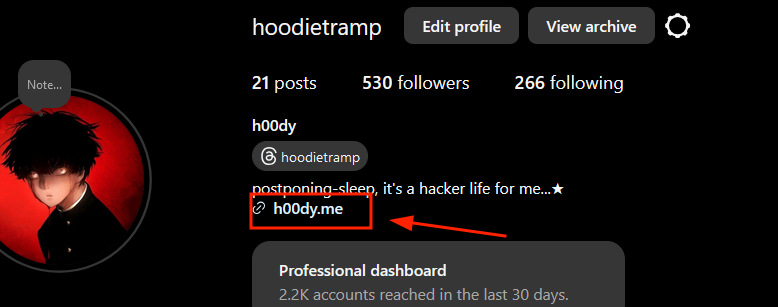 hoodietramp Edit profile View archive
Note...
21 posts 530 followers 266 following
h00dy
hoodietramp
postponing-sleep, it's a hacker life for me...★
h00dy.me
Professional dashboard
2.2K accounts reached in the last 30 days.